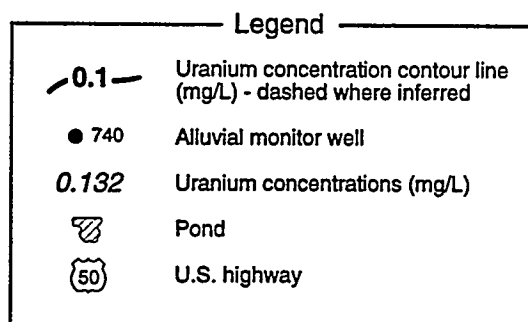 Legend
0.1 Uranium concentration contour line
(mg/L) - dashed where inferred
740 Alluvial monitor well
0.132 Uranium concentrations (mg/L)
Pond
50 U.S. highway